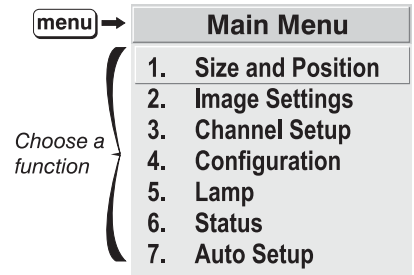 menu
Main Menu
1. Size and Position
2. Image Settings
3. Channel Setup
4. Configuration
5. Lamp
6. Status
7. Auto Setup
Choose a
function